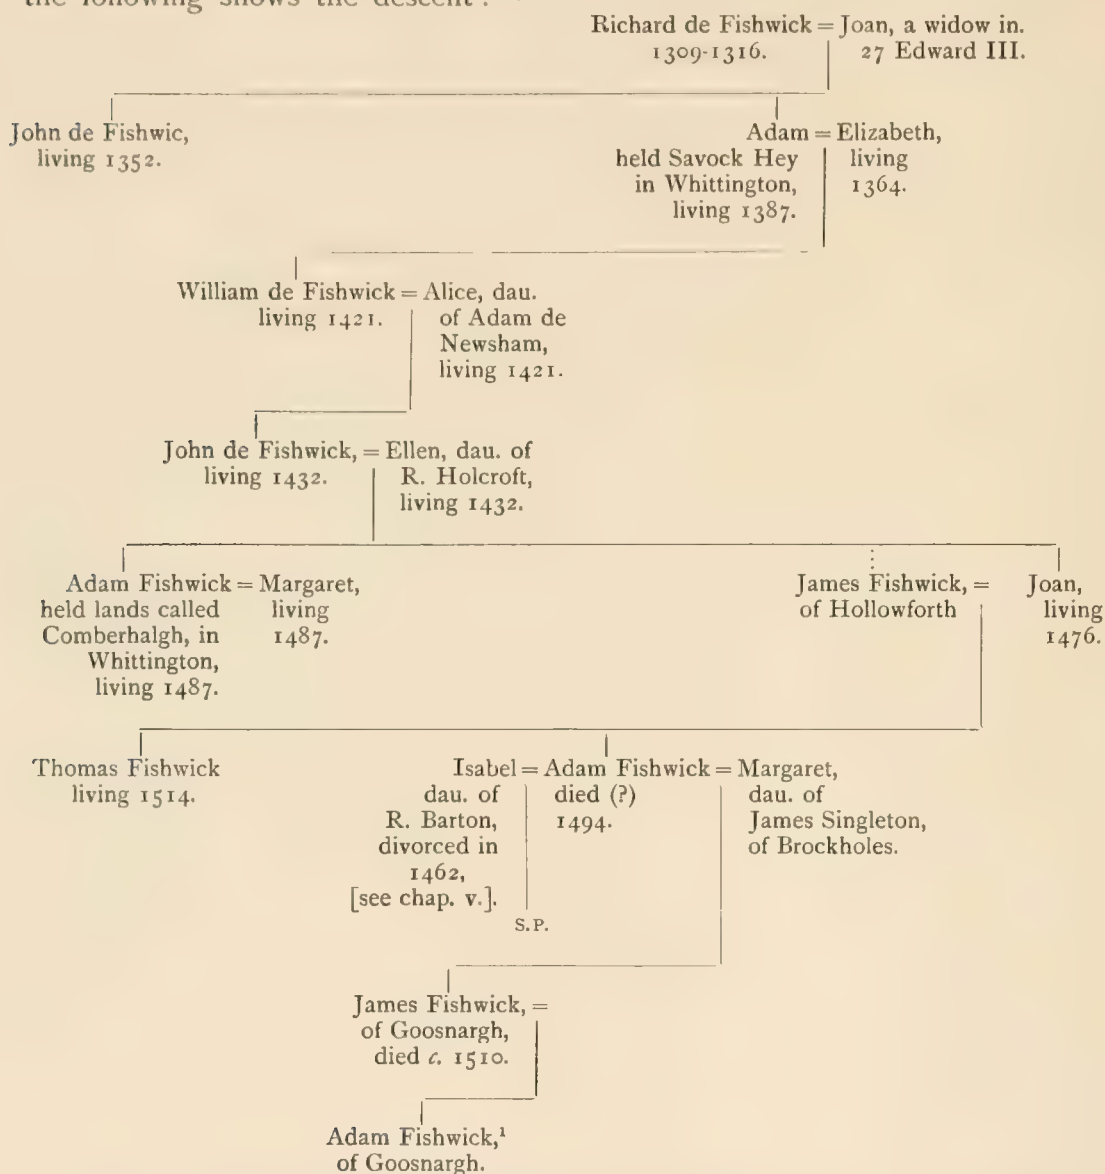 the following shows the descent :
Richard de Fishwick = Joan, a widow in.
1309-1316. 27 Edward III.
John de Fishwic,
living 1352.
Adam = Elizabeth,
held Savock Hey living
in Whittington, 1364.
living 1387.
William de Fishwick = Alice, dau.
living 1421. of Adam de
Newsham,
living 1421.
John de Fishwick, = Ellen, dau. of
living 1432. R. Holcroft,
living 1432.
Adam Fishwick = Margaret,
held lands called living
Comberhalgh, in 1487.
Whittington,
living 1487.
James Fishwick, =
of Hollowforth
Joan,
living
1476.
Thomas Fishwick
living 1514.
Isabel = Adam Fishwick = Margaret,
dau. of died (?) dau. of
R. Barton, 1494. James Singleton,
divorced in of Brockholes.
1462,
[see chap. v.].
S.P.
James Fishwick, =
of Goosnargh,
died c. 1510.
Adam Fishwick,¹
of Goosnargh.